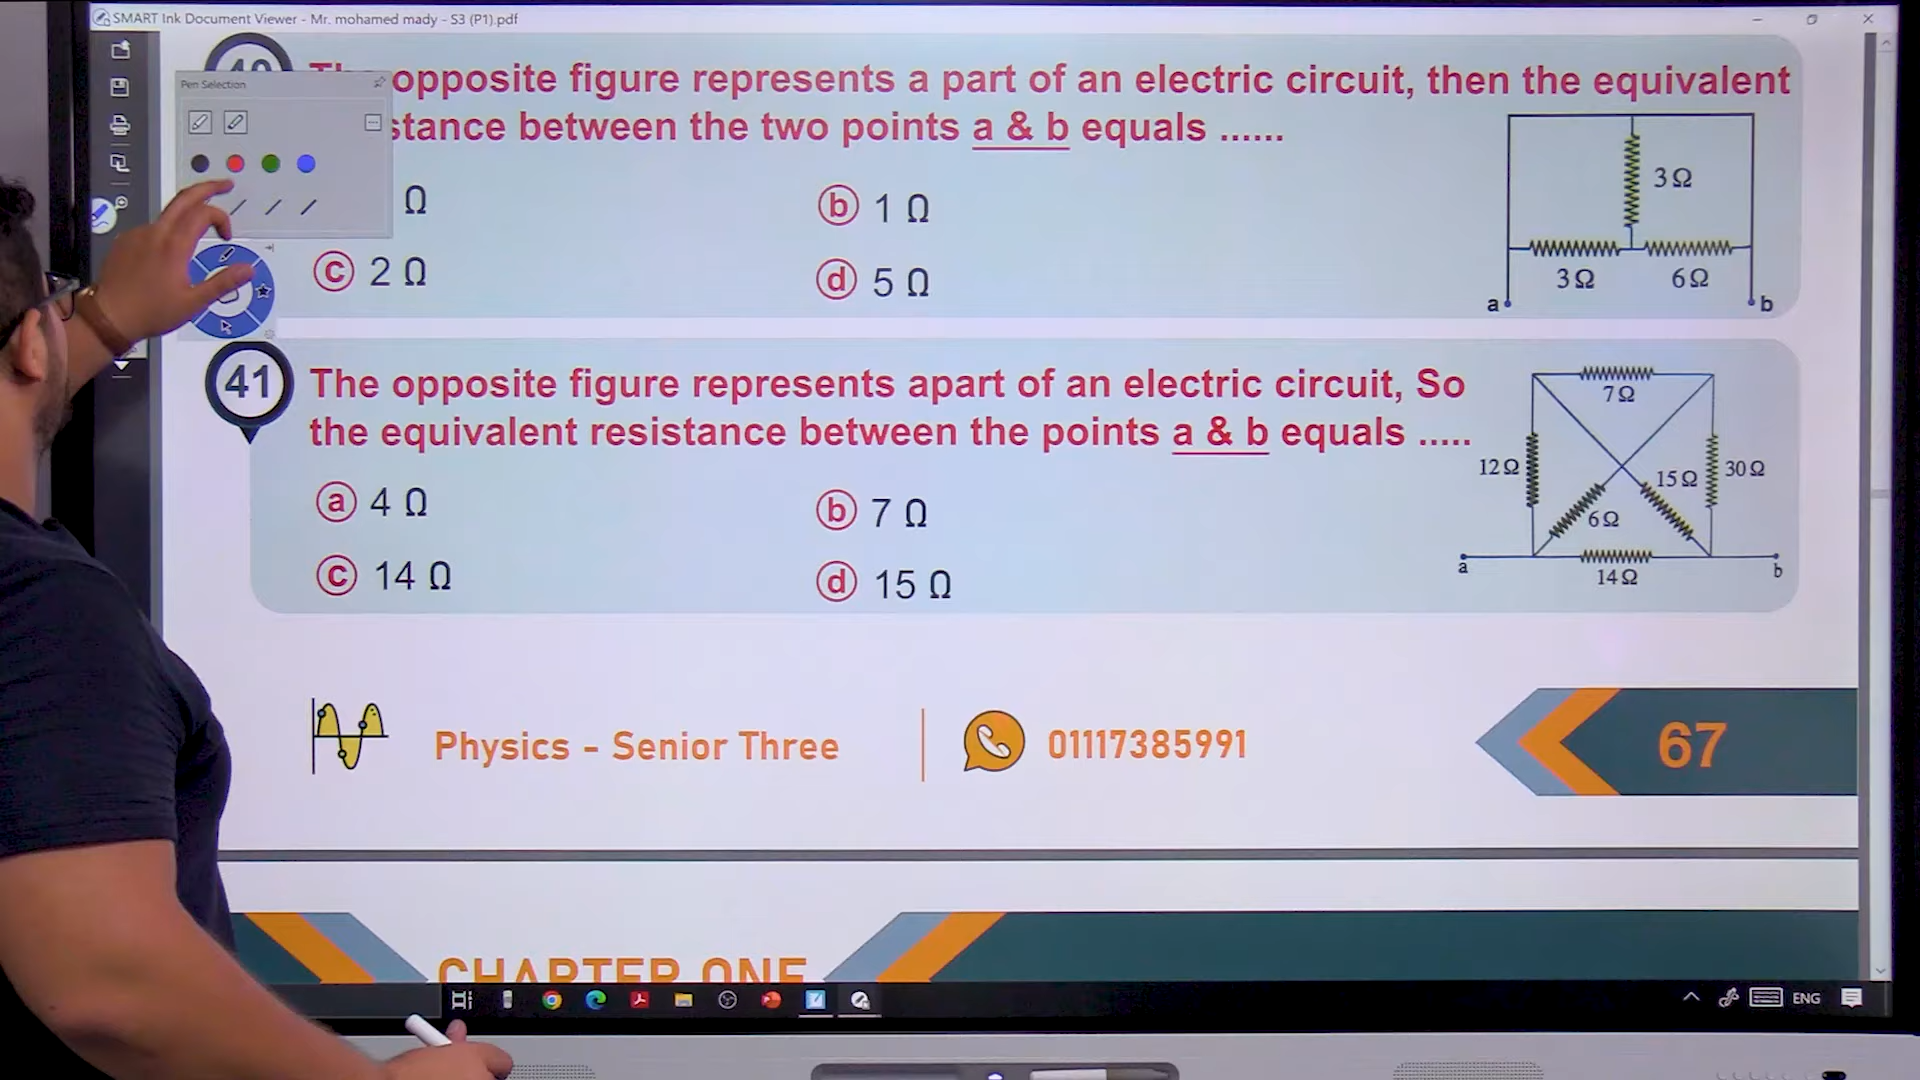 SMART Ink Document Viewer - Mr. mohamed mady - S3 (P1).pdf
Pen Selection
opposite figure represents a part of an electric circuit, then the equivalent
stance between the two points a & b equals ......
Ω
b 1 Ω
c 2 Ω
d 5 Ω
3Ω
3Ω
6Ω
a
b
41
The opposite figure represents apart of an electric circuit, So
the equivalent resistance between the points a & b equals .....
a 4 Ω
b 7 Ω
c 14 Ω
d 15 Ω
7Ω
12Ω
15Ω
30Ω
6Ω
14Ω
a
b
Physics - Senior Three
01117385991
67
CHAPTER ONE
ENG